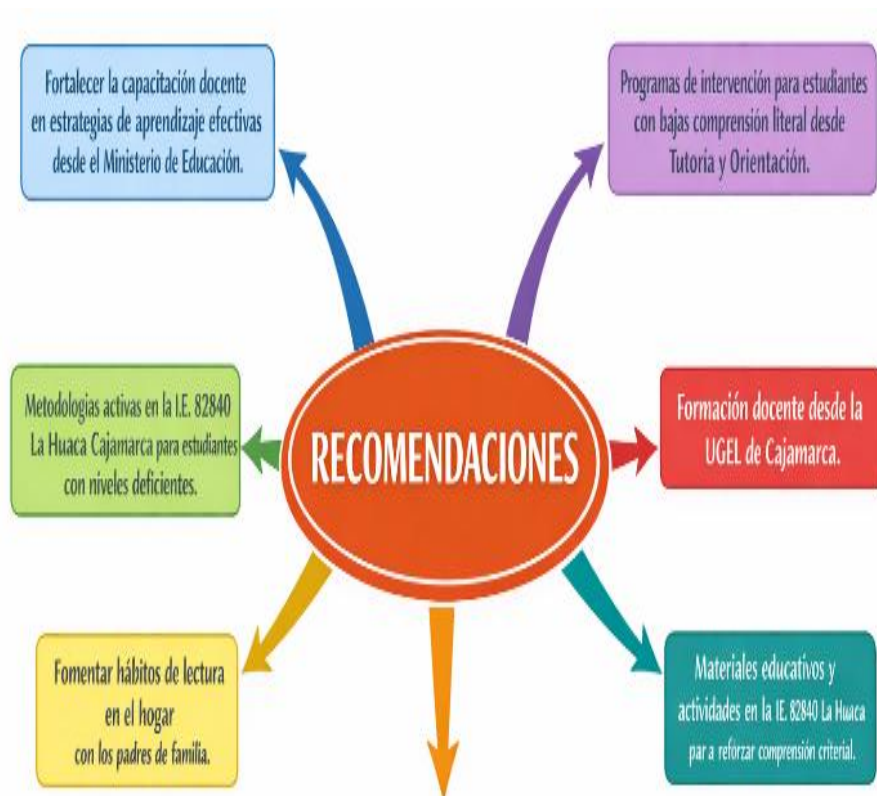 Fortalecer la capacitación docente
en estrategias de aprendizaje efectivas
desde el Ministerio de Educación.
Programas de intervención para estudiantes
con bajas comprensión literal desde
Tutoría y Orientación.
Metodologias activas en la I.E. 82840
La Huaca Cajamarca para estudiantes
con niveles deficientes.
RECOMENDACIONES
Formación docente desde la
UGEL de Cajamarca.
Fomentar hábitos de lectura
en el hogar
con los padres de familia.
Materiales educativos y
actividades en la IE. 82840 La Huaca
par a reforzar comprensión criterial.